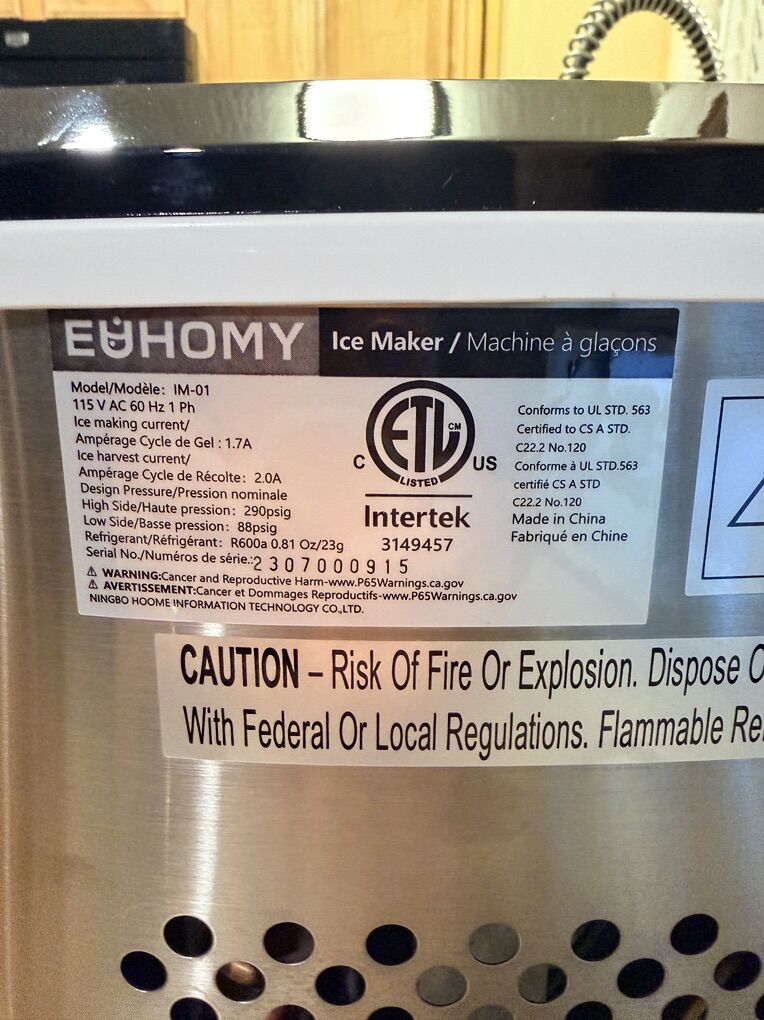 EUHOMY Ice Maker / Machine à glaçons
Model/Modèle: IM-01
115 V AC 60 Hz 1 Ph
Ice making current/
Ampérage Cycle de Gel : 1.7A
Ice harvest current/
Ampérage Cycle de Récolte: 2.0A
Design Pressure/Pression nominale
High Side/Haute pression: 290psig
Low Side/Basse pression: 88psig
Refrigerant/Réfrigérant: R600a 0.81 Oz/23g
Serial No./Numéros de série.:2307000915
C ETL CM US
LISTED
Intertek
3149457
Conforms to UL STD. 563
Certified to CS A STD.
C22.2 No.120
Conforme à UL STD.563
certifié CS A STD
C22.2 No.120
Made in China
Fabriqué en Chine
⚠ WARNING:Cancer and Reproductive Harm-www.P65Warnings.ca.gov
⚠ AVERTISSEMENT:Cancer et Dommages Reproductifs-www.P65Warnings.ca.gov
NINGBO HOOME INFORMATION TECHNOLOGY CO.,LTD.
CAUTION – Risk Of Fire Or Explosion. Dispose
With Federal Or Local Regulations. Flammable